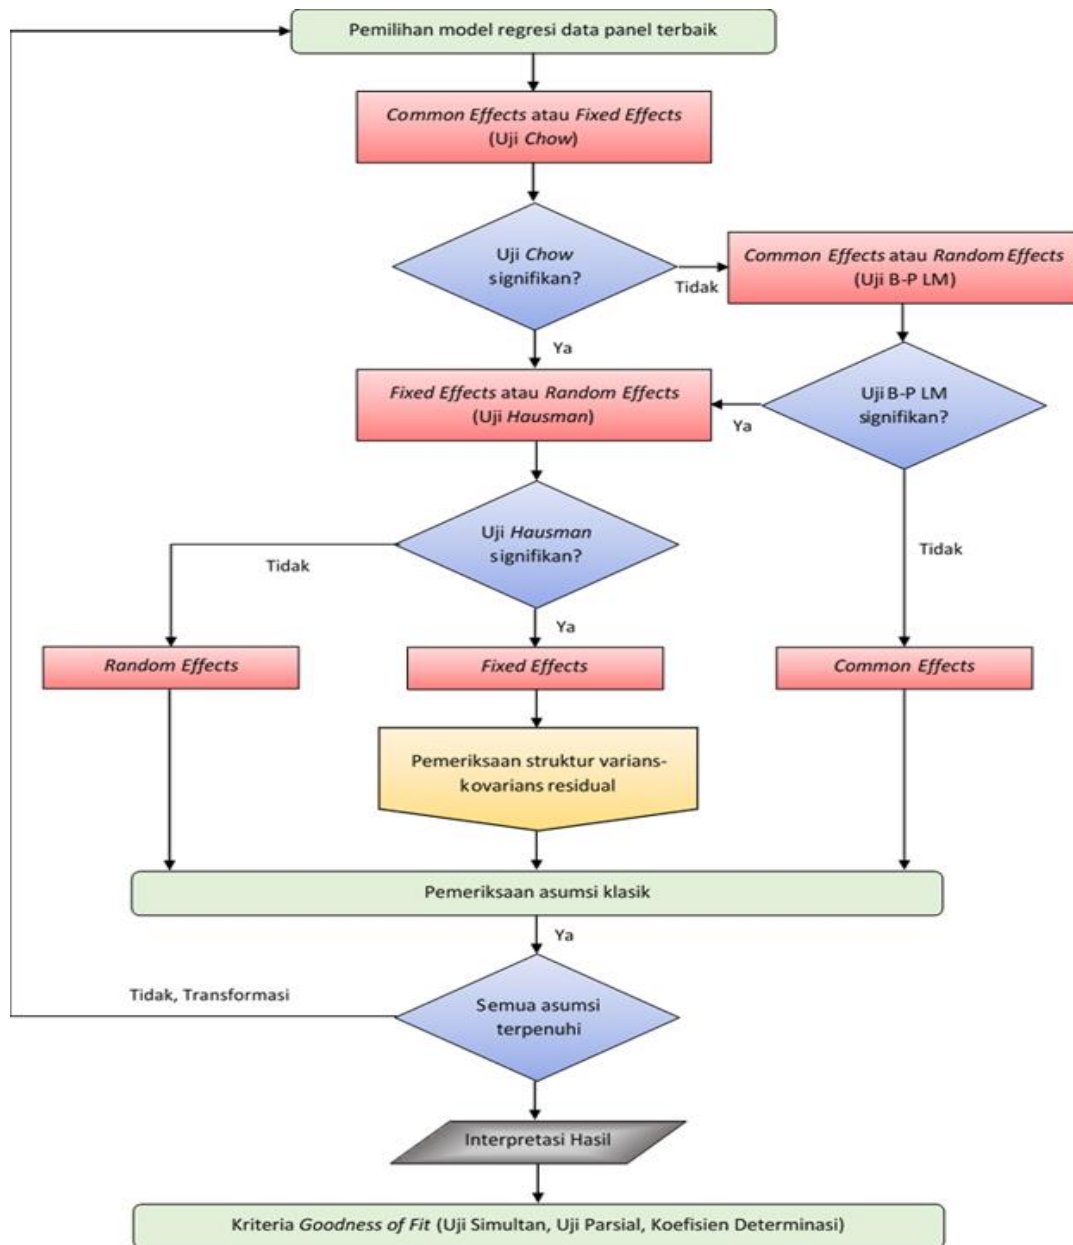 Pemilihan model regresi data panel terbaik
Common Effects atau Fixed Effects
(Uji Chow)
Uji Chow
signifikan?
Tidak
Common Effects atau Random Effects
(Uji B-P LM)
Ya
Fixed Effects atau Random Effects
(Uji Hausman)
Ya
Uji B-P LM
signifikan?
Uji Hausman
signifikan?
Tidak
Tidak
Ya
Random Effects
Fixed Effects
Common Effects
Pemeriksaan struktur varians-
kovarians residual
Pemeriksaan asumsi klasik
Ya
Tidak, Transformasi
Semua asumsi
terpenuhi
Interpretasi Hasil
Kriteria Goodness of Fit (Uji Simultan, Uji Parsial, Koefisien Determinasi)